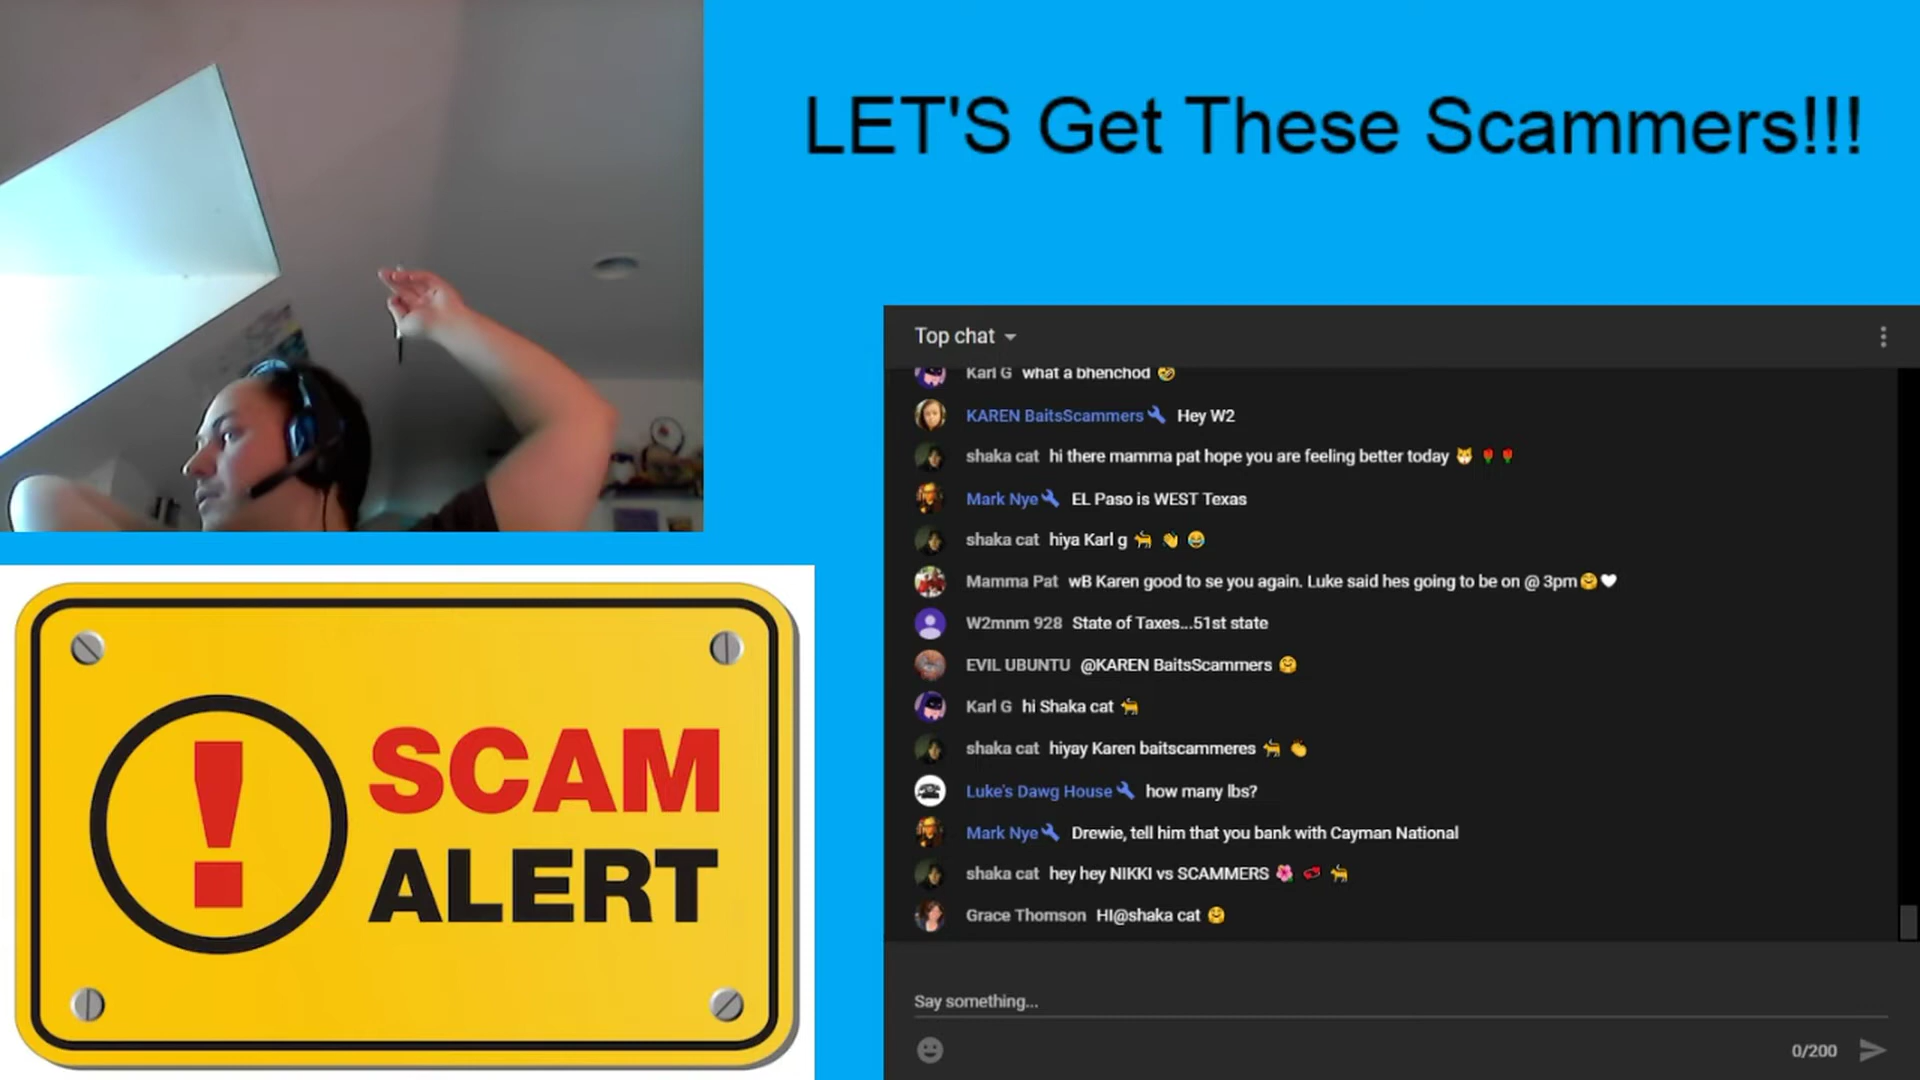 LET'S Get These Scammers!!!
Top chat
Karl G what a bhenchod 🤣
KAREN BaitsScammers Hey W2
shaka cat hi there mamma pat hope you are feeling better today 🐱 🌹 🌹
Mark Nye EL Paso is WEST Texas
shaka cat hiya Karl g 🐈 👋 😂
Mamma Pat wB Karen good to se you again. Luke said hes going to be on @ 3pm🤗🤍
W2mnm 928 State of Taxes...51st state
EVIL UBUNTU @KAREN BaitsScammers 🤗
Karl G hi Shaka cat 🐈
shaka cat hiyay Karen baitscammeres 🐈 👏
Luke's Dawg House how many lbs?
Mark Nye Drewie, tell him that you bank with Cayman National
shaka cat hey hey NIKKI vs SCAMMERS 🌺 💋 🐈
Grace Thomson HI@shaka cat 🤗
Say something...
0/200
SCAM
ALERT